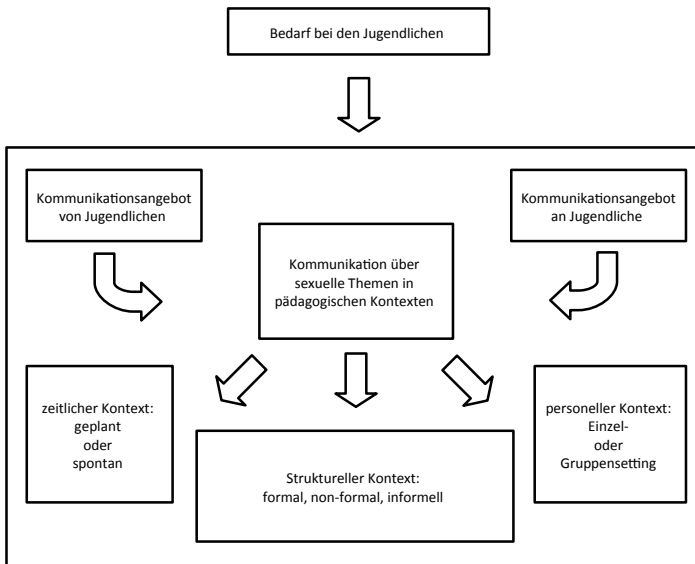 Bedarf bei den Jugendlichen
Kommunikationsangebot
von Jugendlichen
Kommunikationsangebot
an Jugendliche
Kommunikation über
sexuelle Themen in
pädagogischen Kontexten
zeitlicher Kontext:
geplant
oder
spontan
Struktureller Kontext:
formal, non-formal, informell
personeller Kontext:
Einzel-
oder
Gruppensetting